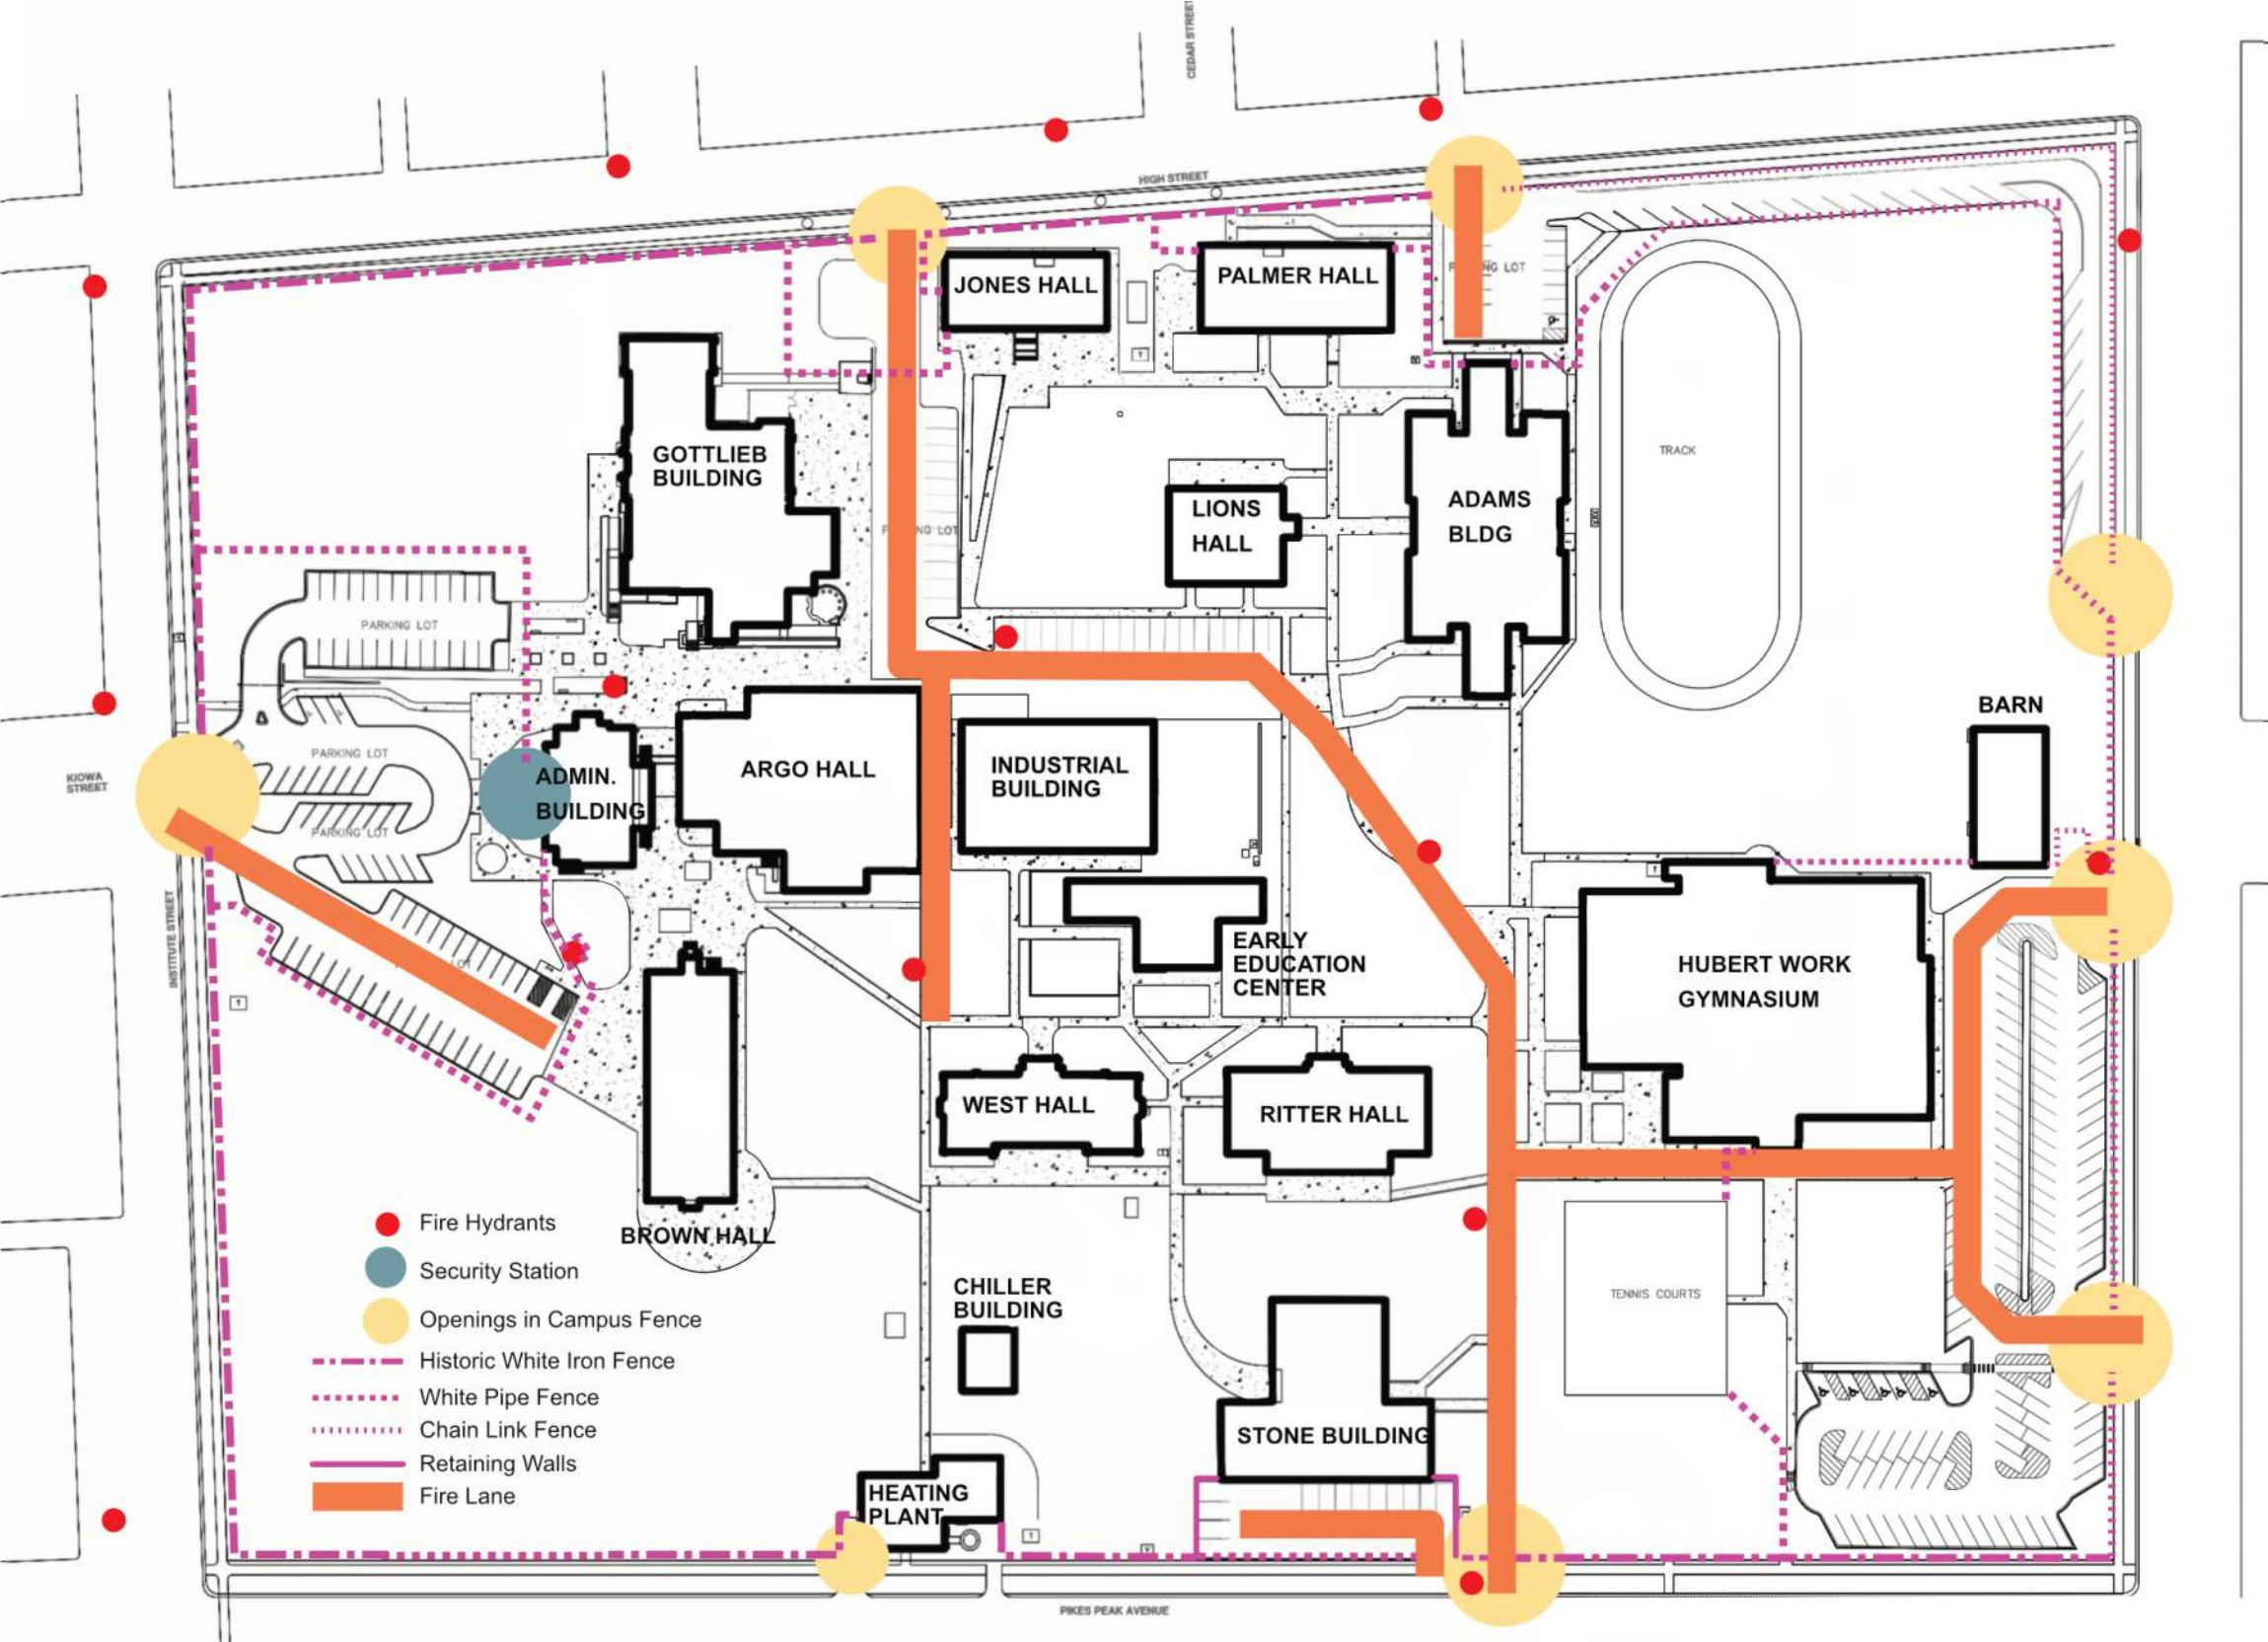 CEDAR STREET
HIGH STREET
JONES HALL
PALMER HALL
NG LOT
GOTTLIEB
BUILDING
TRACK
LIONS
HALL
ADAMS
BLDG
NG LOT
PARKING LOT
BARN
PARKING LOT
KIOWA
STREET
ADMIN.
BUILDING
ARGO HALL
INDUSTRIAL
BUILDING
PARKING LOT
INSTITUTE STREET
LOT
EARLY
EDUCATION
CENTER
HUBERT WORK
GYMNASIUM
WEST HALL
RITTER HALL
BROWN HALL
CHILLER
BUILDING
TENNIS COURTS
STONE BUILDING
HEATING
PLANT
Fire Hydrants
Security Station
Openings in Campus Fence
Historic White Iron Fence
White Pipe Fence
Chain Link Fence
Retaining Walls
Fire Lane
PIKES PEAK AVENUE